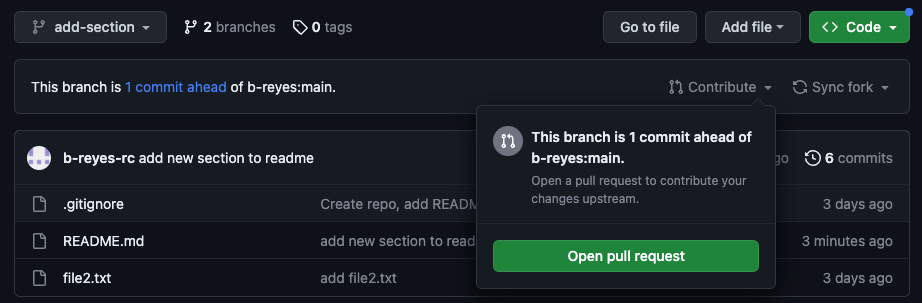 add-section
2 branches
0 tags
Go to file
Add file
Code
This branch is 1 commit ahead of b-reyes:main.
Contribute
Sync fork
This branch is 1 commit ahead of
b-reyes:main.
Open a pull request to contribute your
changes upstream.
Open pull request
b-reyes-rc add new section to readme
go
6 commits
.gitignore
Create repo, add READM
3 days ago
README.md
add new section to read
3 minutes ago
file2.txt
add file2.txt
3 days ago